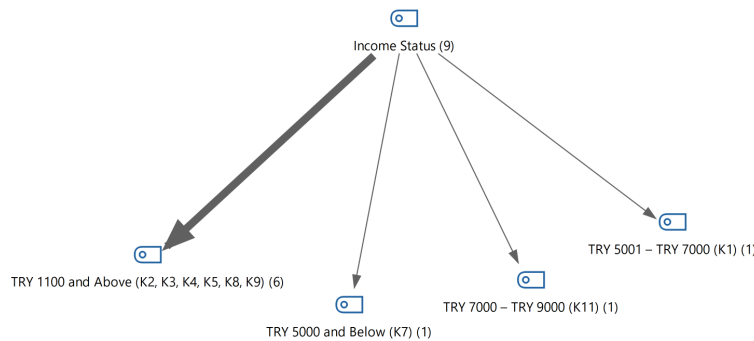 Income Status (9)
TRY 5001 – TRY 7000 (K1) (1)
TRY 1100 and Above (K2, K3, K4, K5, K8, K9) (6)
TRY 7000 – TRY 9000 (K11) (1)
TRY 5000 and Below (K7) (1)